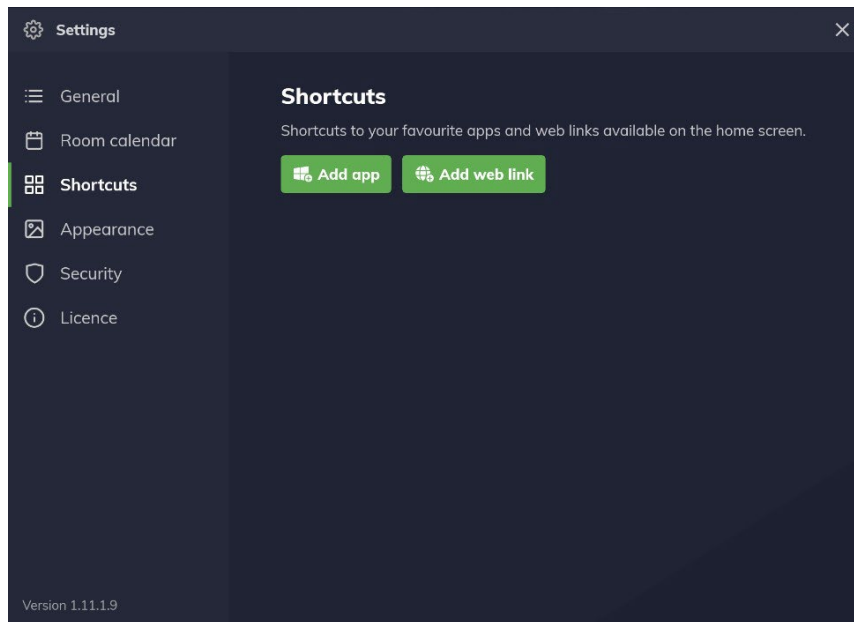 Settings
General
Room calendar
Shortcuts
Appearance
Security
Licence
Version 1.11.1.9
Shortcuts
Shortcuts to your favourite apps and web links available on the home screen.
Add app
Add web link